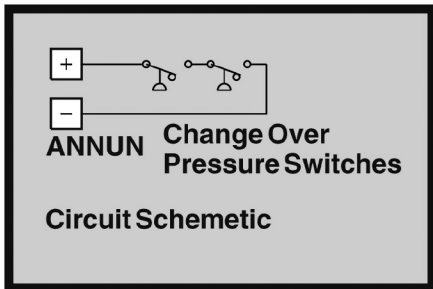 +
−
ANNUN
Change Over
Pressure Switches
Circuit Schemetic